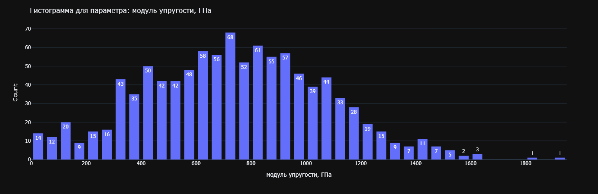 Гистограмма для параметра: модуль упругости, ГПа
70
60
50
40
30
20
10
0
Count
14 12 20 9 15 16 43 35 50 42 42 48 58 56 68 52 61 55 57 46 39 44 33 28 19 15 9 7 11 7 5 2 3 1 1
0 200 400 600 800 1000 1200 1400 1600 1800
модуль упругости, ГПа